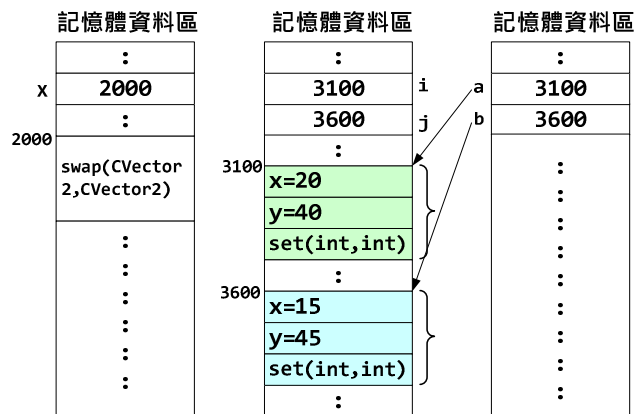 記憶體資料區
記憶體資料區
記憶體資料區
:
:
:
X
2000
3100
i
a
3100
:
3600
j
b
3600
2000
:
swap(CVector
2,CVector2)
3100
x=20
y=40
set(int,int)
:
3600
x=15
y=45
set(int,int)
: